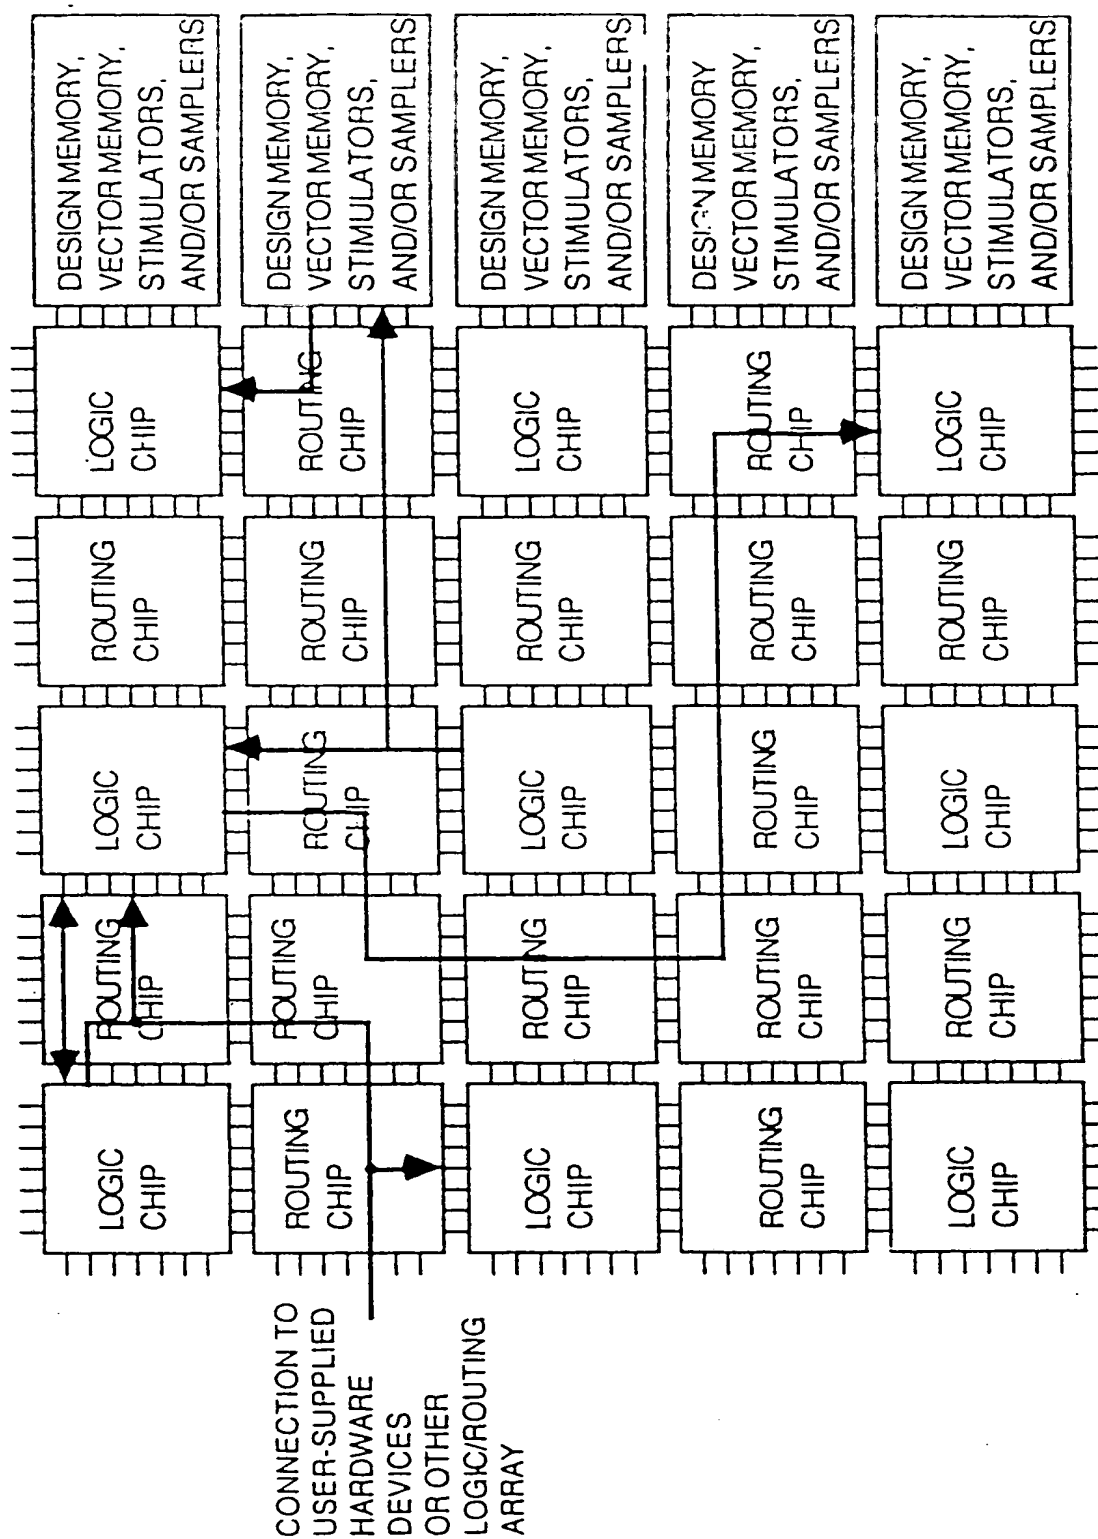 LOGIC
CHIP
ROUTING
CHIP
LOGIC
CHIP
ROUTING
CHIP
LOGIC
CHIP
DESIGN MEMORY,
VECTOR MEMORY,
STIMULATORS,
AND/OR SAMPLERS
CONNECTION TO
USER-SUPPLIED
HARDWARE
DEVICES
OR OTHER
LOGIC/ROUTING
ARRAY
ROUTING
CHIP
ROUTING
CHIP
ROUTING
CHIP
ROUTING
CHIP
ROUTING
CHIP
DESIGN MEMORY,
VECTOR MEMORY,
STIMULATORS,
AND/OR SAMPLERS
LOGIC
CHIP
ROUTING
CHIP
LOGIC
CHIP
ROUTING
CHIP
LOGIC
CHIP
DESIGN MEMORY,
VECTOR MEMORY,
STIMULATORS,
AND/OR SAMPLERS
ROUTING
CHIP
ROUTING
CHIP
ROUTING
CHIP
ROUTING
CHIP
ROUTING
CHIP
DESIGN MEMORY
VECTOR MEMORY,
STIMULATORS,
AND/OR SAMPLERS
LOGIC
CHIP
ROUTING
CHIP
LOGIC
CHIP
ROUTING
CHIP
LOGIC
CHIP
DESIGN MEMORY,
VECTOR MEMORY,
STIMULATORS,
AND/OR SAMPLERS